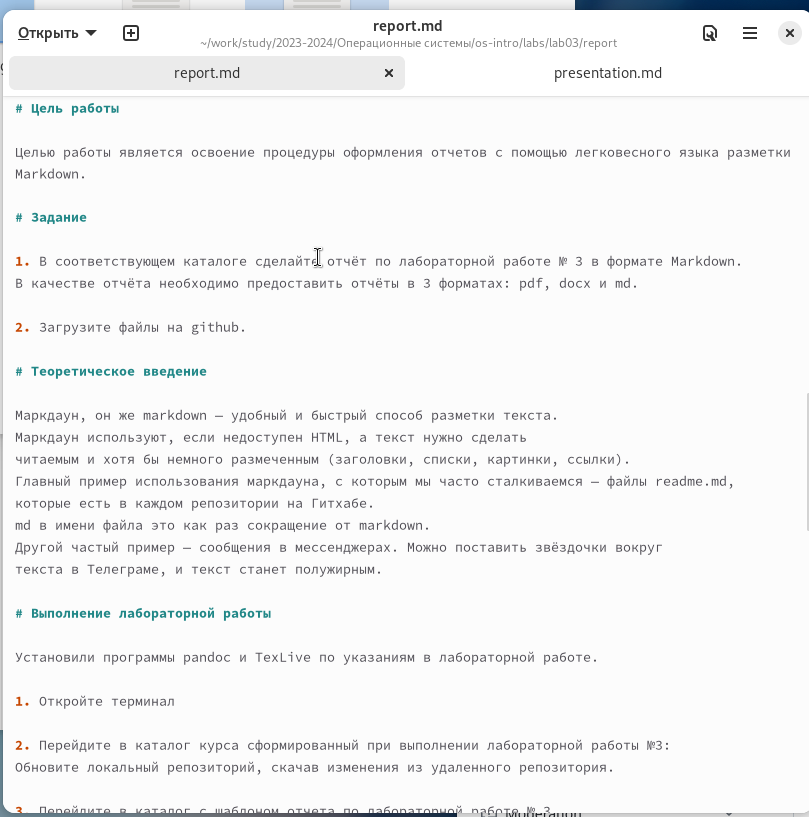 Открыть
report.md
~/work/study/2023-2024/Операционные системы/os-intro/labs/lab03/report
report.md
presentation.md
# Цель работы
Целью работы является освоение процедуры оформления отчетов с помощью легковесного языка разметки
Markdown.
# Задание
1. В соответствующем каталоге сделайте отчёт по лабораторной работе № 3 в формате Markdown.
В качестве отчёта необходимо предоставить отчёты в 3 форматах: pdf, docx и md.
2. Загрузите файлы на github.
# Теоретическое введение
Маркдаун, он же markdown — удобный и быстрый способ разметки текста.
Маркдаун используют, если недоступен HTML, а текст нужно сделать
читаемым и хотя бы немного размеченным (заголовки, списки, картинки, ссылки).
Главный пример использования маркдауна, с которым мы часто сталкиваемся — файлы readme.md,
которые есть в каждом репозитории на Гитхабе.
md в имени файла это как раз сокращение от markdown.
Другой частый пример — сообщения в мессенджерах. Можно поставить звёздочки вокруг
текста в Телеграме, и текст станет полужирным.
# Выполнение лабораторной работы
Установили программы pandoc и TexLive по указаниям в лабораторной работе.
1. Откройте терминал
2. Перейдите в каталог курса сформированный при выполнении лабораторной работы №3:
Обновите локальный репозиторий, скачав изменения из удаленного репозитория.
3. Перейдите в каталог с шаблоном отчета по лабораторной работе № 3